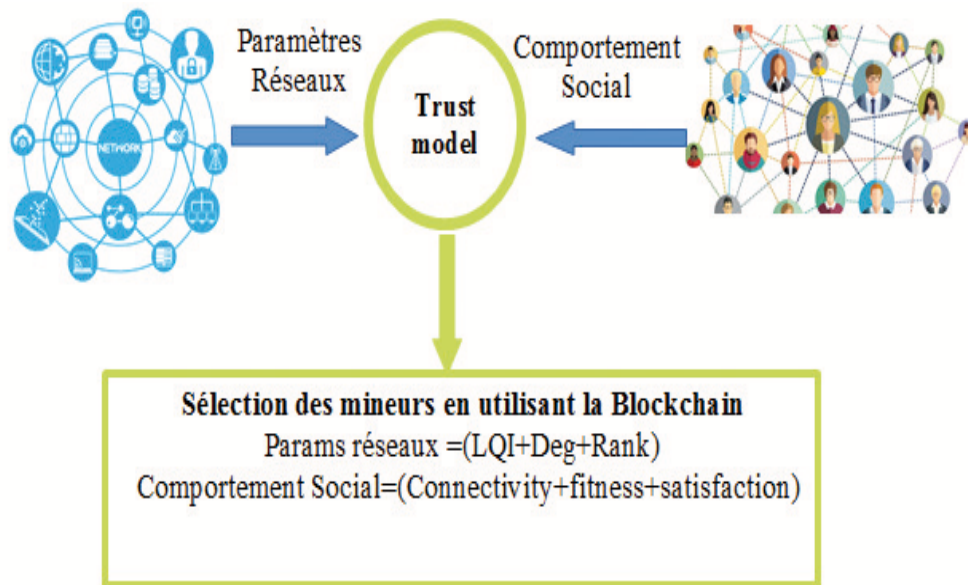 Paramètres
Réseaux
Comportement
Social
Trust
model
NETWORK
Sélection des mineurs en utilisant la Blockchain
Params réseaux =(LQI+Deg+Rank)
Comportement Social=(Connectivity+fitness+satisfaction)